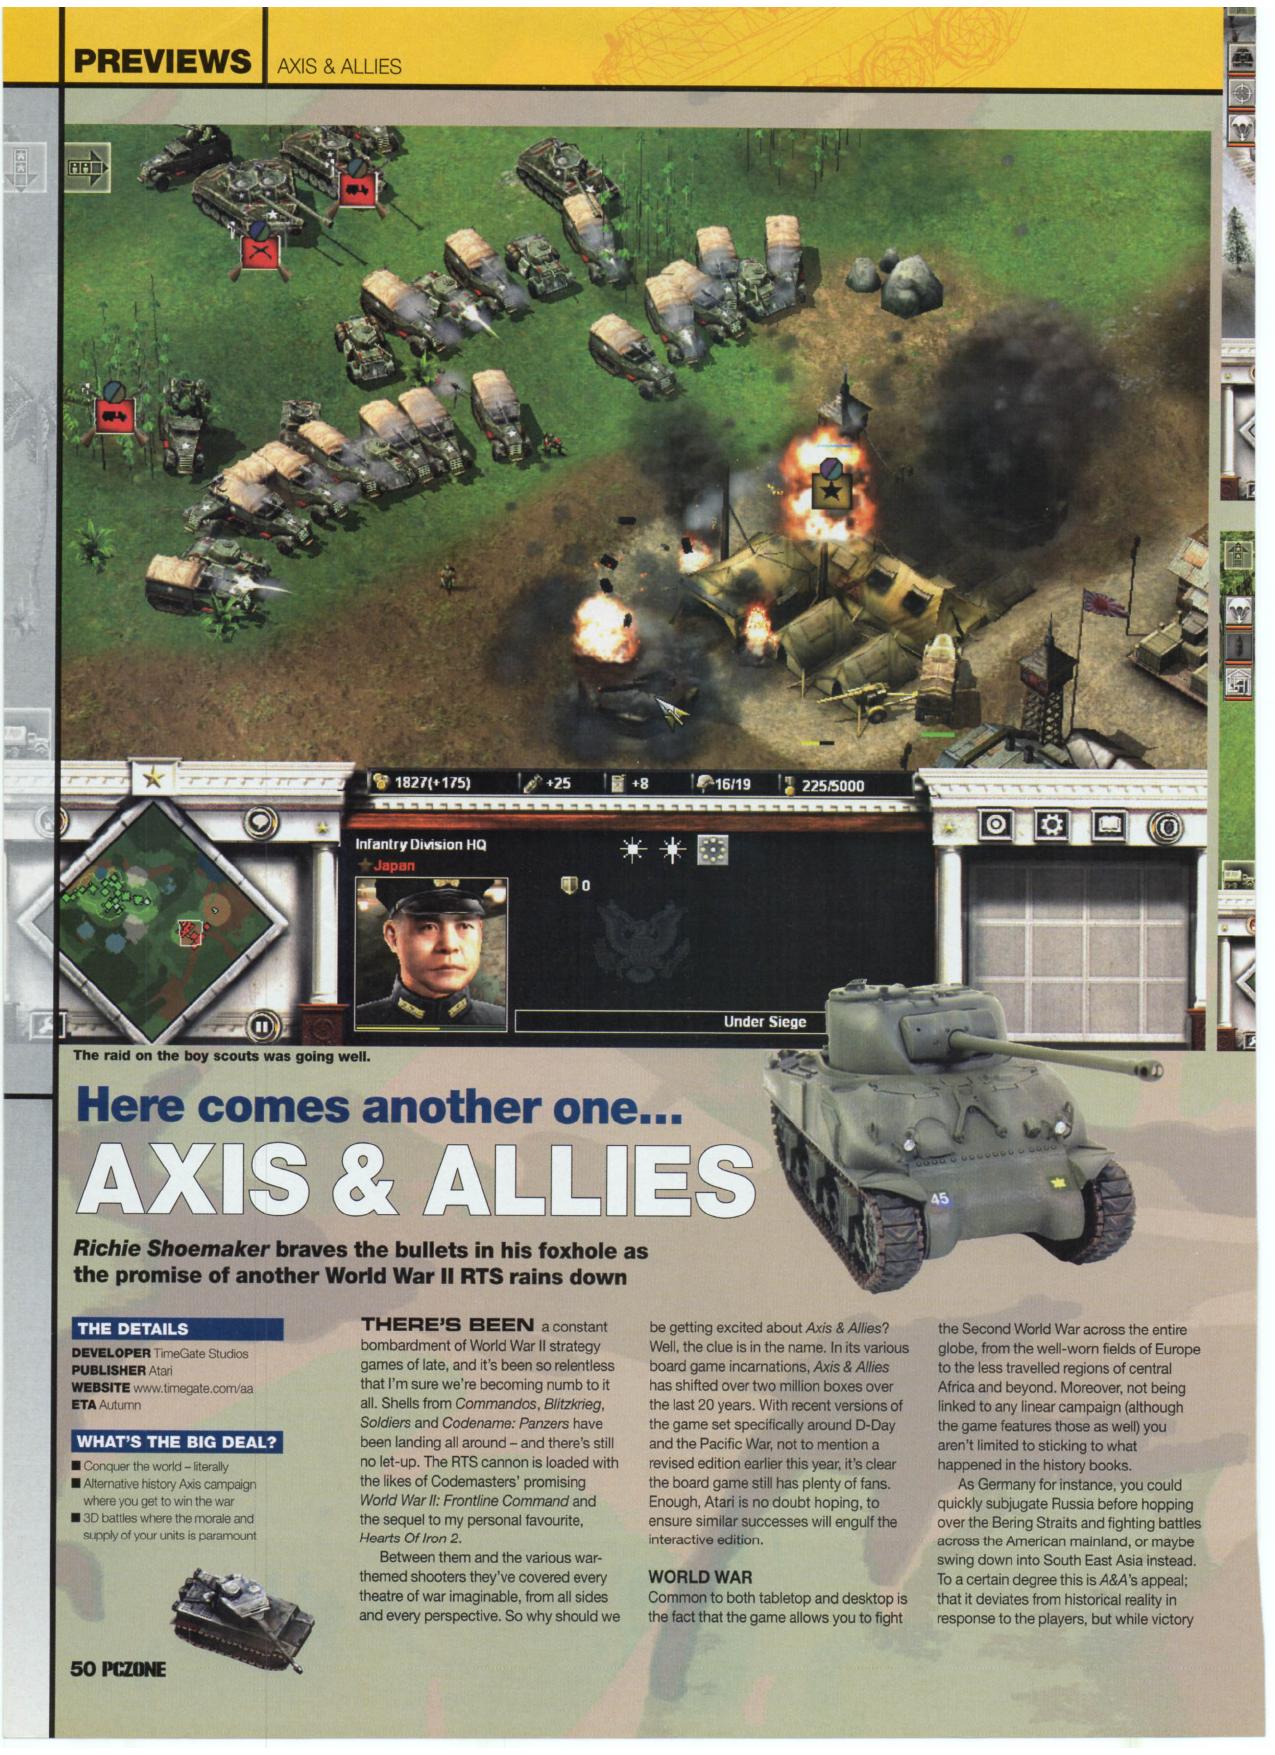 PREVIEWS
AXIS & ALLIES
1827(+175)
+25
+8
16/19
225/5000
Infantry Division HQ
Japan
0
Under Siege
The raid on the boy scouts was going well.
Here comes another one...
AXIS & ALLIES
45
Richie Shoemaker braves the bullets in his foxhole as
the promise of another World War II RTS rains down
THE DETAILS
DEVELOPER TimeGate Studios
PUBLISHER Atari
WEBSITE www.timegate.com/aa
ETA Autumn
WHAT'S THE BIG DEAL?
■ Conquer the world – literally
■ Alternative history Axis campaign
where you get to win the war
■ 3D battles where the morale and
supply of your units is paramount
THERE'S BEEN a constant
bombardment of World War II strategy
games of late, and it's been so relentless
that I'm sure we're becoming numb to it
all. Shells from Commandos, Blitzkrieg,
Soldiers and Codename: Panzers have
been landing all around – and there's still
no let-up. The RTS cannon is loaded with
the likes of Codemasters' promising
World War II: Frontline Command and
the sequel to my personal favourite,
Hearts Of Iron 2.
Between them and the various war-
themed shooters they've covered every
theatre of war imaginable, from all sides
and every perspective. So why should we
be getting excited about Axis & Allies?
Well, the clue is in the name. In its various
board game incarnations, Axis & Allies
has shifted over two million boxes over
the last 20 years. With recent versions of
the game set specifically around D-Day
and the Pacific War, not to mention a
revised edition earlier this year, it's clear
the board game still has plenty of fans.
Enough, Atari is no doubt hoping, to
ensure similar successes will engulf the
interactive edition.
WORLD WAR
Common to both tabletop and desktop is
the fact that the game allows you to fight
the Second World War across the entire
globe, from the well-worn fields of Europe
to the less travelled regions of central
Africa and beyond. Moreover, not being
linked to any linear campaign (although
the game features those as well) you
aren't limited to sticking to what
happened in the history books.
As Germany for instance, you could
quickly subjugate Russia before hopping
over the Bering Straits and fighting battles
across the American mainland, or maybe
swing down into South East Asia instead.
To a certain degree this is A&A's appeal;
that it deviates from historical reality in
response to the players, but while victory
50 PCZONE